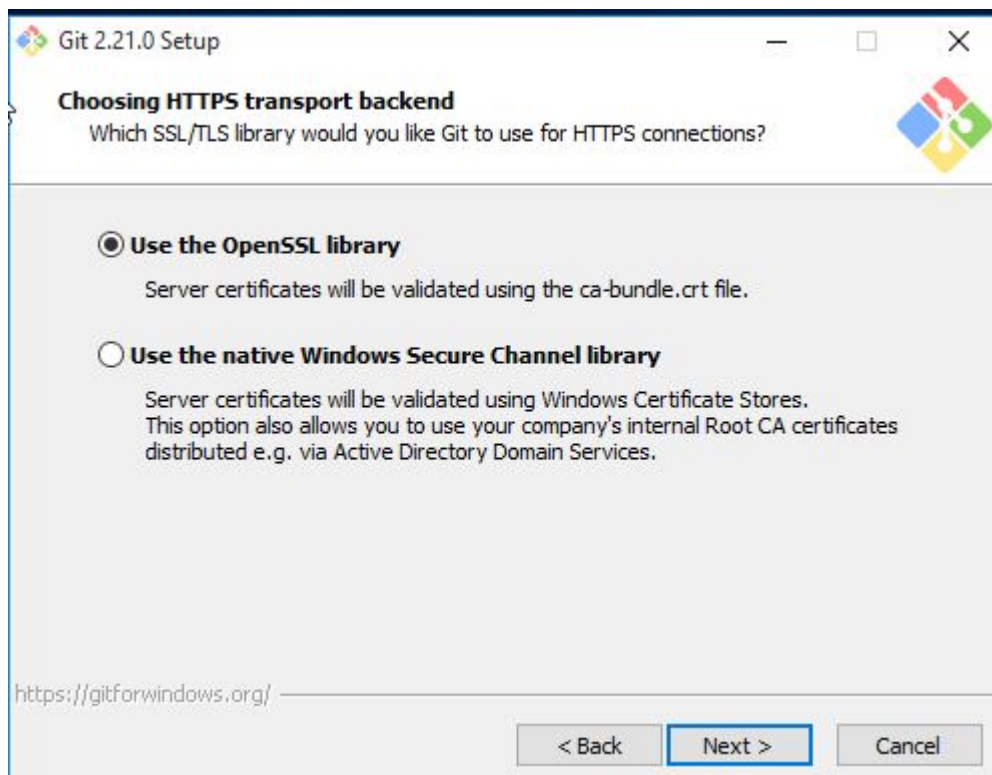 Git 2.21.0 Setup
Choosing HTTPS transport backend
Which SSL/TLS library would you like Git to use for HTTPS connections?
Use the OpenSSL library
Server certificates will be validated using the ca-bundle.crt file.
Use the native Windows Secure Channel library
Server certificates will be validated using Windows Certificate Stores.
This option also allows you to use your company's internal Root CA certificates
distributed e.g. via Active Directory Domain Services.
https://gitforwindows.org/
< Back Next > Cancel